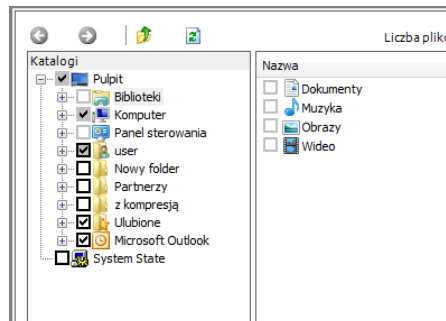 Liczba plikó
Katalogi
Pulpit
Biblioteki
Komputer
Panel sterowania
user
Nowy folder
Partnerzy
z kompresją
Ulubione
Microsoft Outlook
System State
Nazwa
Dokumenty
Muzyka
Obrazy
Wideo